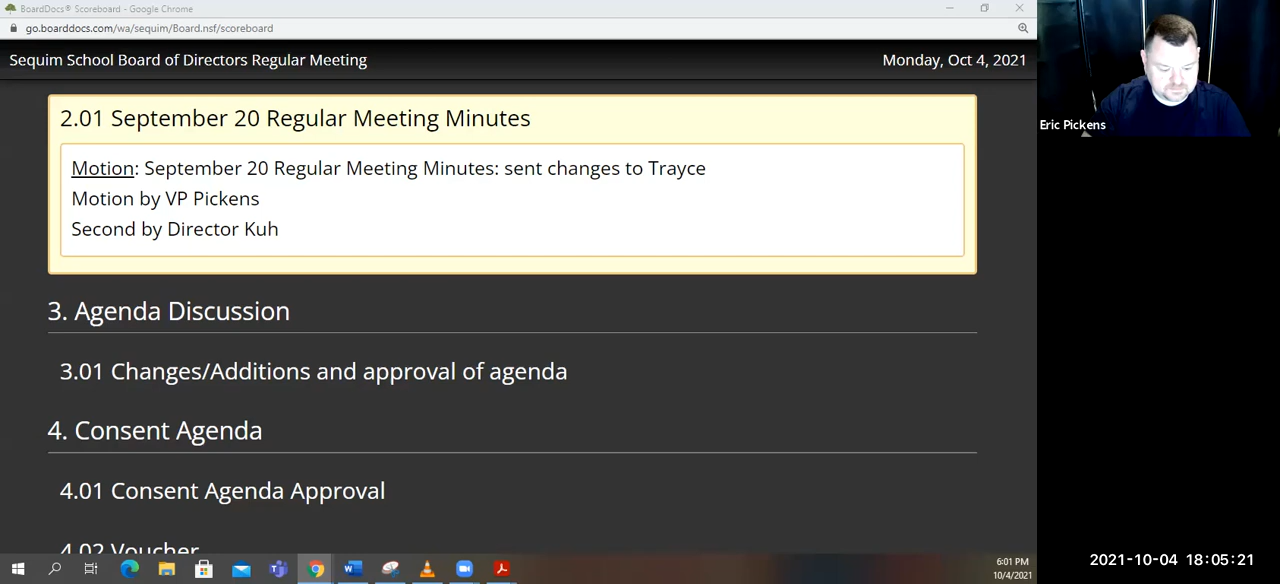 BoardDocs® Scoreboard - Google Chrome
go.boarddocs.com/wa/sequim/Board.nsf/scoreboard
Sequim School Board of Directors Regular Meeting
Monday, Oct 4, 2021
2.01 September 20 Regular Meeting Minutes
Motion: September 20 Regular Meeting Minutes: sent changes to Trayce
Motion by VP Pickens
Second by Director Kuh
3. Agenda Discussion
3.01 Changes/Additions and approval of agenda
4. Consent Agenda
4.01 Consent Agenda Approval
4.02 Voucher
Eric Pickens
6:01 PM
10/4/2021
2021-10-04 18:05:21